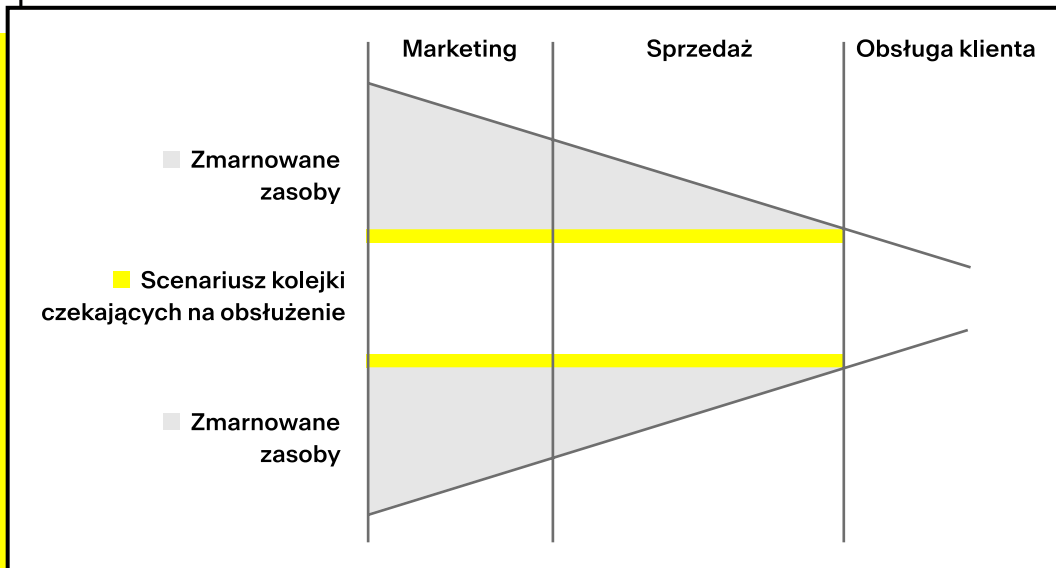 Marketing
Sprzedaż
Obsługa klienta
Zmarnowane
zasoby
Scenariusz kolejki
czekających na obsłużenie
Zmarnowane
zasoby